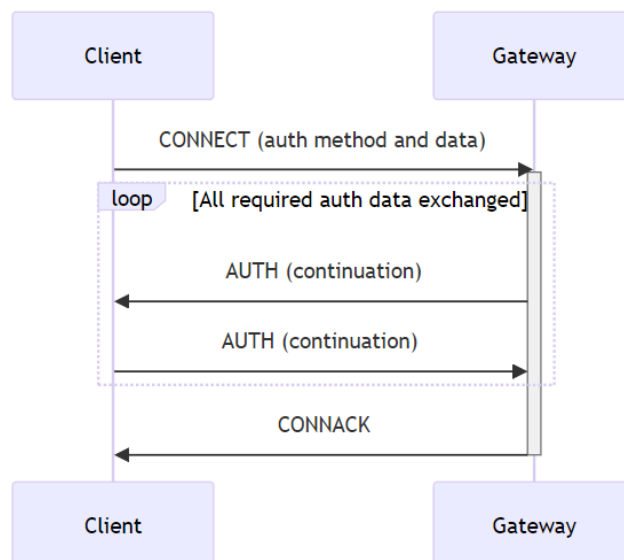 Client
Gateway
CONNECT (auth method and data)
loop
[All required auth data exchanged]
AUTH (continuation)
AUTH (continuation)
CONNACK
Client
Gateway